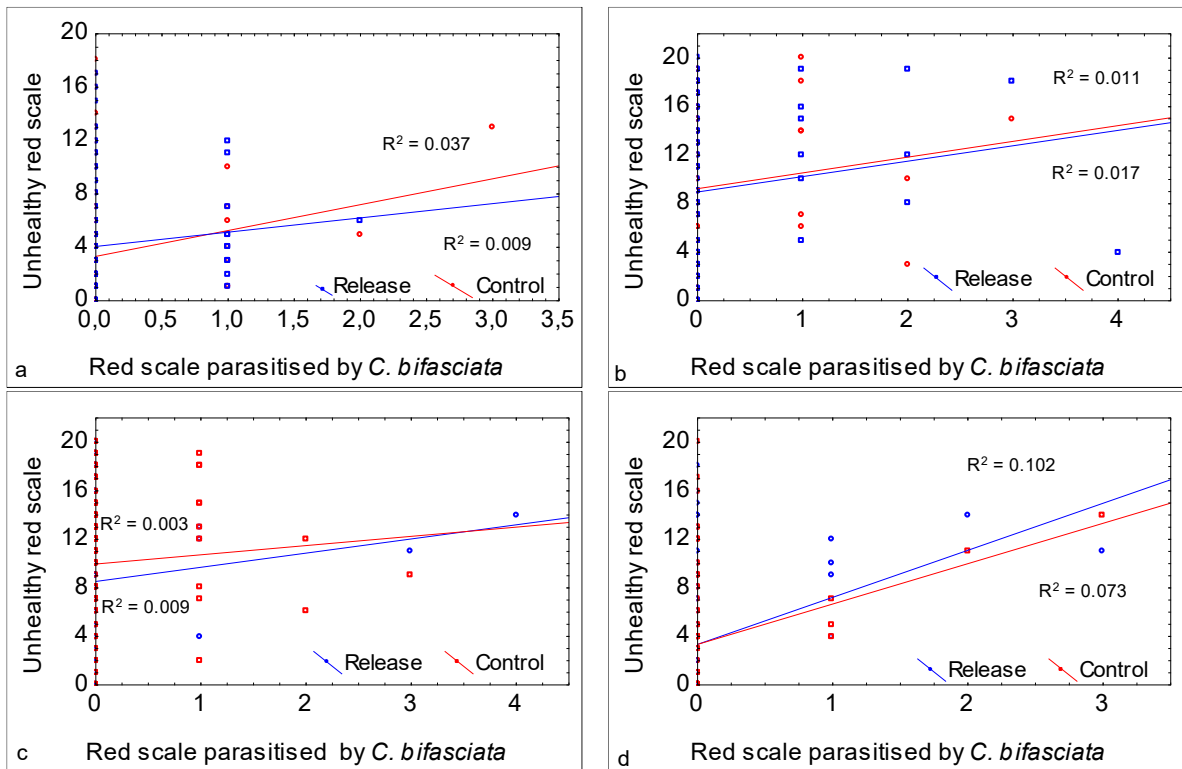 Unhealthy red scale
20
16
12
8
4
0
R² = 0.037
R² = 0.009
Release Control
0,0 0,5 1,0 1,5 2,0 2,5 3,0 3,5
a Red scale parasitised by C. bifasciata
Unhealthy red scale
20
16
12
8
4
0
R² = 0.011
R² = 0.017
Release Control
0 1 2 3 4
b Red scale parasitised by C. bifasciata
Unhealthy red scale
20
16
12
8
4
0
R² = 0.003
R² = 0.009
Release Control
0 1 2 3 4
c Red scale parasitised by C. bifasciata
Unhealthy red scale
20
16
12
8
4
0
R² = 0.102
R² = 0.073
Release Control
0 1 2 3
d Red scale parasitised by C. bifasciata